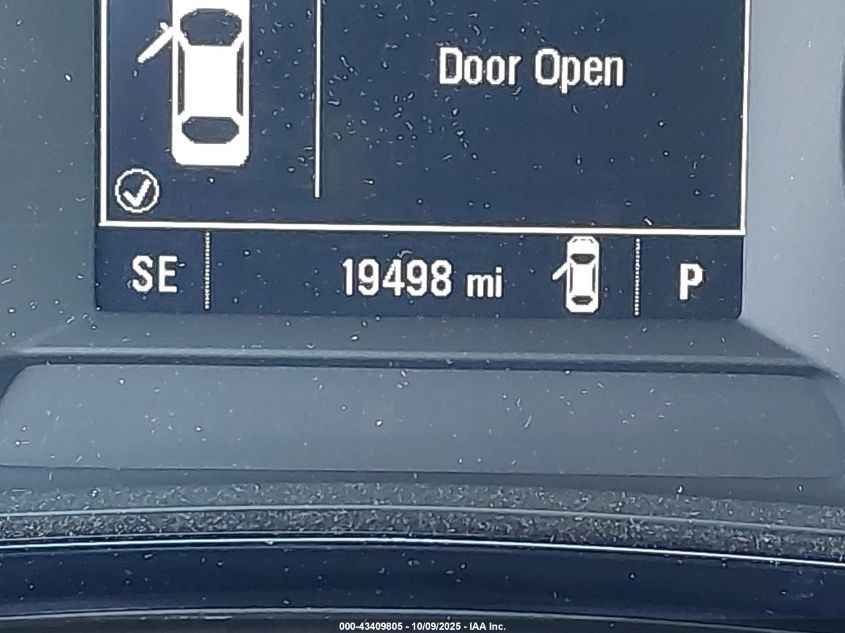 Door Open
SE 19498 mi P
000-43409805 - 10/09/2025 - IAA Inc.